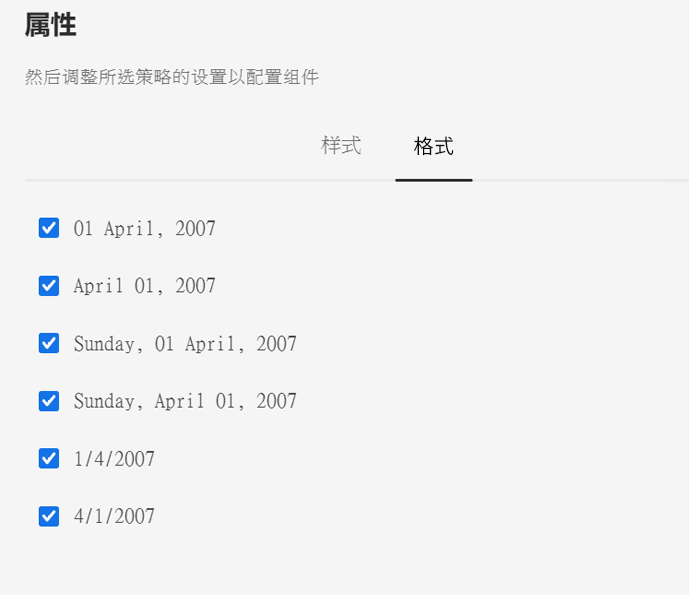 属性
然后调整所选策略的设置以配置组件
样式 格式
01 April, 2007
April 01, 2007
Sunday, 01 April, 2007
Sunday, April 01, 2007
1/4/2007
4/1/2007